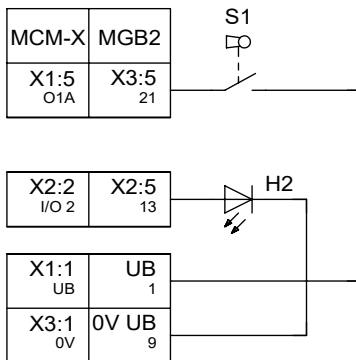 S1
MCM-X MGB2
X1:5 X3:5
O1A 21
X2:2 X2:5
I/O 2 13
H2
X1:1 UB
UB 1
X3:1 0V UB
0V 9